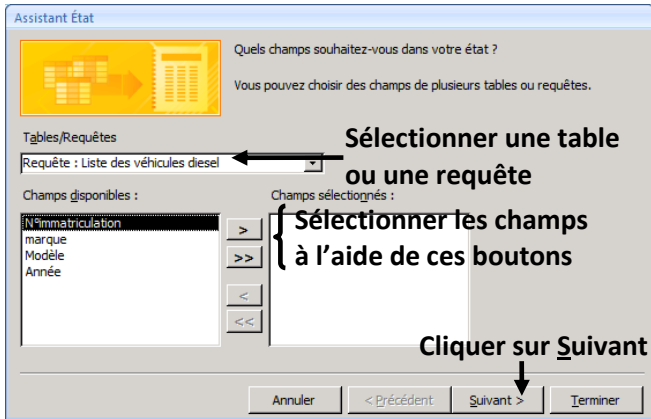 Assistant État
Quels champs souhaitez-vous dans votre état ?
Vous pouvez choisir des champs de plusieurs tables ou requêtes.
Tables/Requêtes
Requête : Liste des véhicules diesel
Sélectionner une table
ou une requête
Champs disponibles :
Champs sélectionnés :
N°immatriculation
marque
Modèle
Année
>
>>
<
<<
Sélectionner les champs
à l’aide de ces boutons
Cliquer sur Suivant
Annuler
< Précédent
Suivant >
Terminer